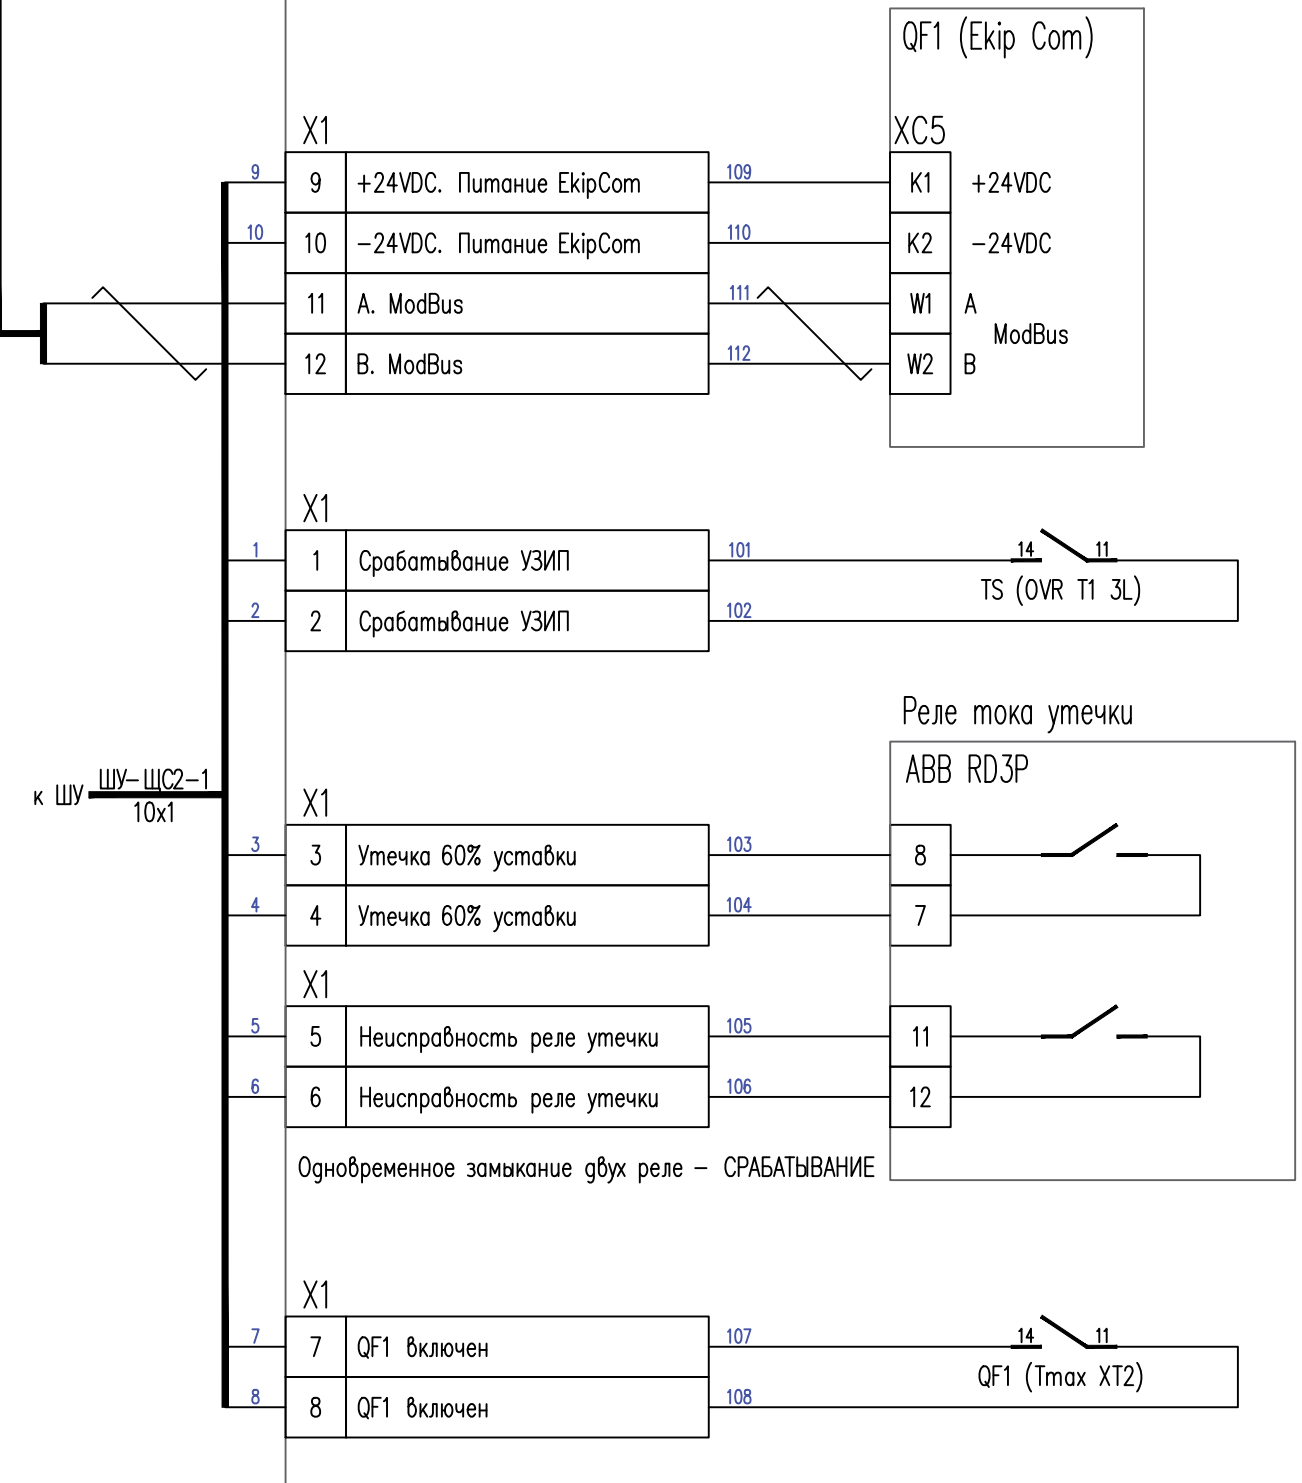 QF1 (Ekip Com)
X1
XC5
9 9 +24VDC. Питание EkipCom 109 K1 +24VDC
10 10 -24VDC. Питание EkipCom 110 K2 -24VDC
11 A. ModBus 111 W1 A
ModBus
12 B. ModBus 112 W2 B
X1
1 1 Срабатывание УЗИП 101 14 11
TS (OVR T1 3L)
2 2 Срабатывание УЗИП 102
Реле тока утечки
ABB RD3P
к ШУ ШУ-ЩС2-1
10x1
X1
3 3 Утечка 60% уставки 103 8
4 4 Утечка 60% уставки 104 7
X1
5 5 Неисправность реле утечки 105 11
6 6 Неисправность реле утечки 106 12
Одновременное замыкание двух реле - СРАБАТЫВАНИЕ
X1
7 7 QF1 включен 107 14 11
QF1 (Tmax XT2)
8 8 QF1 включен 108